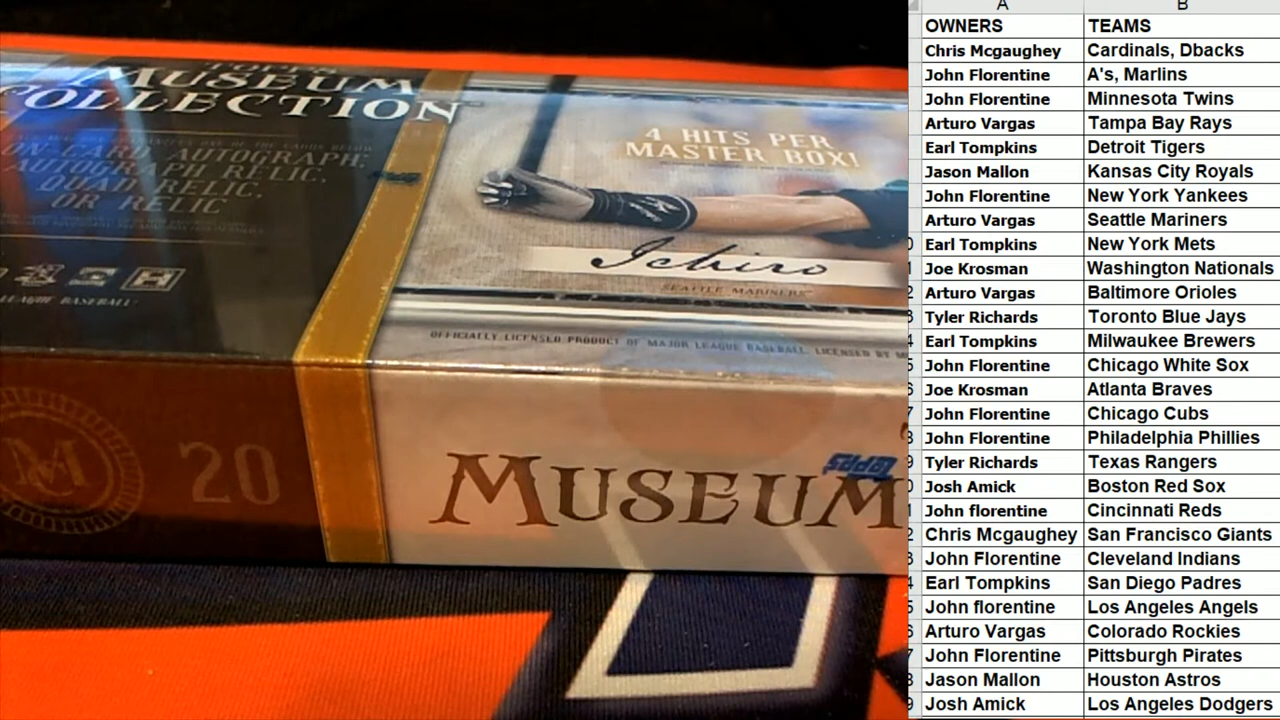 MUSEUM
COLLECTION
ON-CARD AUTOGRAPH,
AUTOGRAPH RELIC,
QUAD RELIC,
OR RELIC
4 HITS PER
MASTER BOX!
Ichiro
SEATTLE MARINERS
OFFICIALLY LICENSED PRODUCT OF MAJOR LEAGUE BASEBALL. LICENSED BY
MC
20
Topps
MUSEUM
A B
OWNERS TEAMS
Chris Mcgaughey Cardinals, Dbacks
John Florentine A's, Marlins
John Florentine Minnesota Twins
Arturo Vargas Tampa Bay Rays
Earl Tompkins Detroit Tigers
Jason Mallon Kansas City Royals
John Florentine New York Yankees
Arturo Vargas Seattle Mariners
Earl Tompkins New York Mets
Joe Krosman Washington Nationals
Arturo Vargas Baltimore Orioles
Tyler Richards Toronto Blue Jays
Earl Tompkins Milwaukee Brewers
John Florentine Chicago White Sox
Joe Krosman Atlanta Braves
John Florentine Chicago Cubs
John Florentine Philadelphia Phillies
Tyler Richards Texas Rangers
Josh Amick Boston Red Sox
John florentine Cincinnati Reds
Chris Mcgaughey San Francisco Giants
John Florentine Cleveland Indians
Earl Tompkins San Diego Padres
John florentine Los Angeles Angels
Arturo Vargas Colorado Rockies
John Florentine Pittsburgh Pirates
Jason Mallon Houston Astros
Josh Amick Los Angeles Dodgers